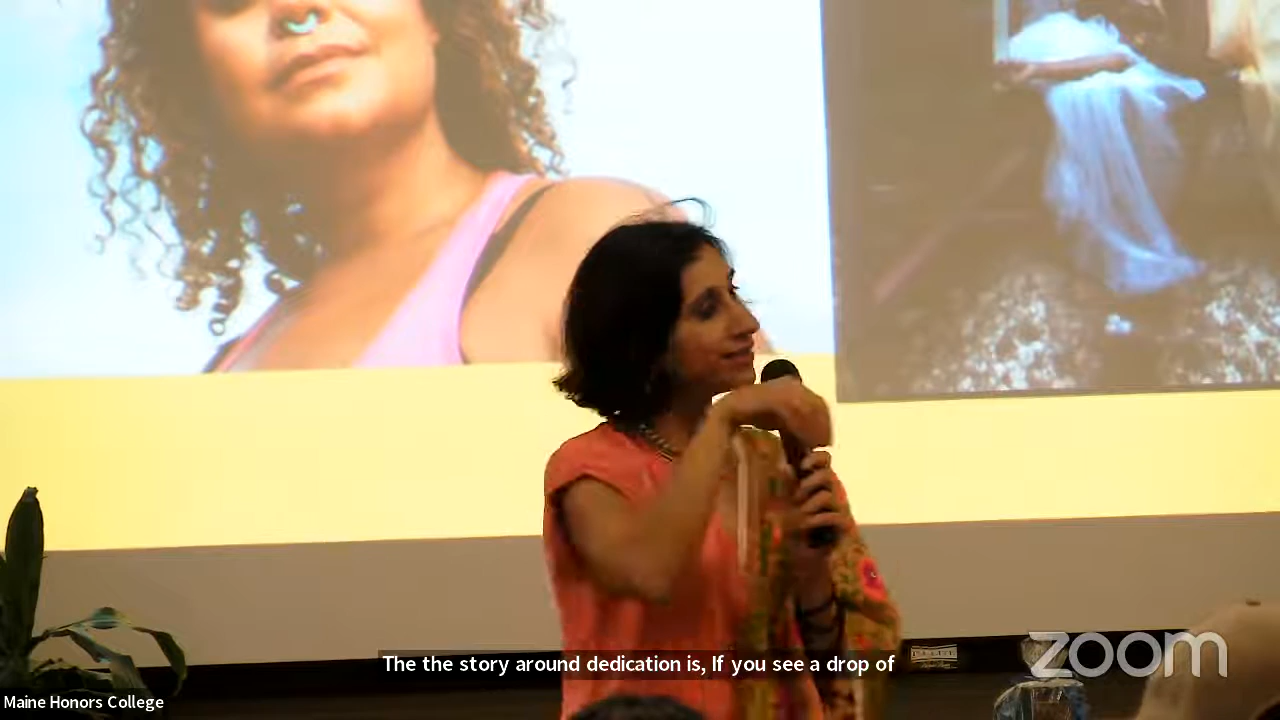 The the story around dedication is, If you see a drop of
zoom
Maine Honors College